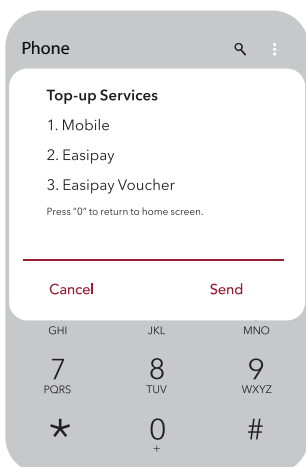 Phone
Top-up Services
1. Mobile
2. Easipay
3. Easipay Voucher
Press “0” to return to home screen.
Cancel Send
GHI JKL MNO
7 8 9
PQRS TUV WXYZ
* 0 #
+